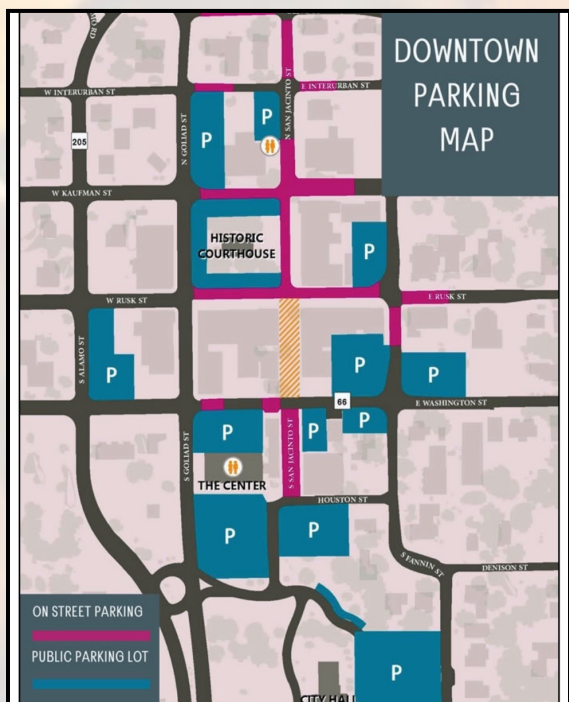 DOWNTOWN
PARKING
MAP
W INTERURBAN ST
E INTERURBAN ST
N SAN JACINTO ST
N GOLIAD ST
205
P
P
W KAUFMAN ST
HISTORIC
COURTHOUSE
P
W RUSK ST
E RUSK ST
S ALAMO ST
P
P
P
66
E WASHINGTON ST
S GOLIAD ST
P
S SAN JACINTO ST
P
P
THE CENTER
HOUSTON ST
P
P
S FANNIN ST
DENISON ST
ON STREET PARKING
PUBLIC PARKING LOT
P
CITY HALL